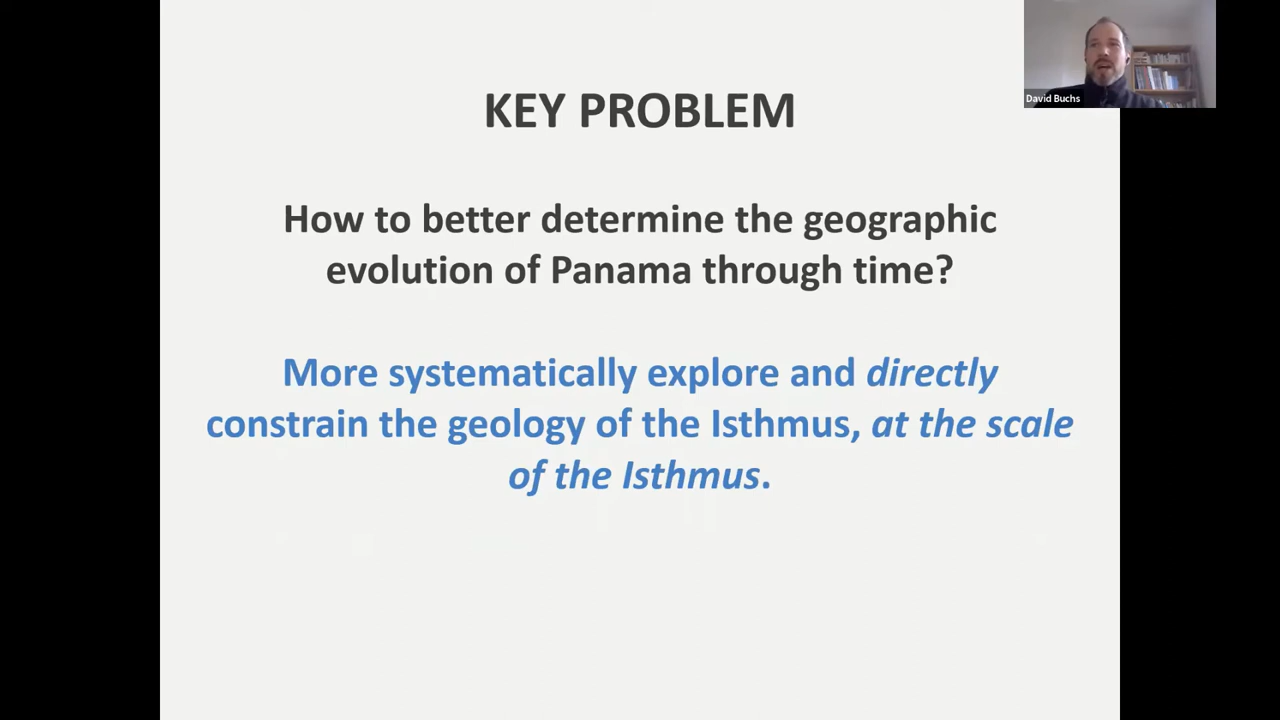 David Buchs
KEY PROBLEM
How to better determine the geographic
evolution of Panama through time?
More systematically explore and directly
constrain the geology of the Isthmus, at the scale
of the Isthmus.